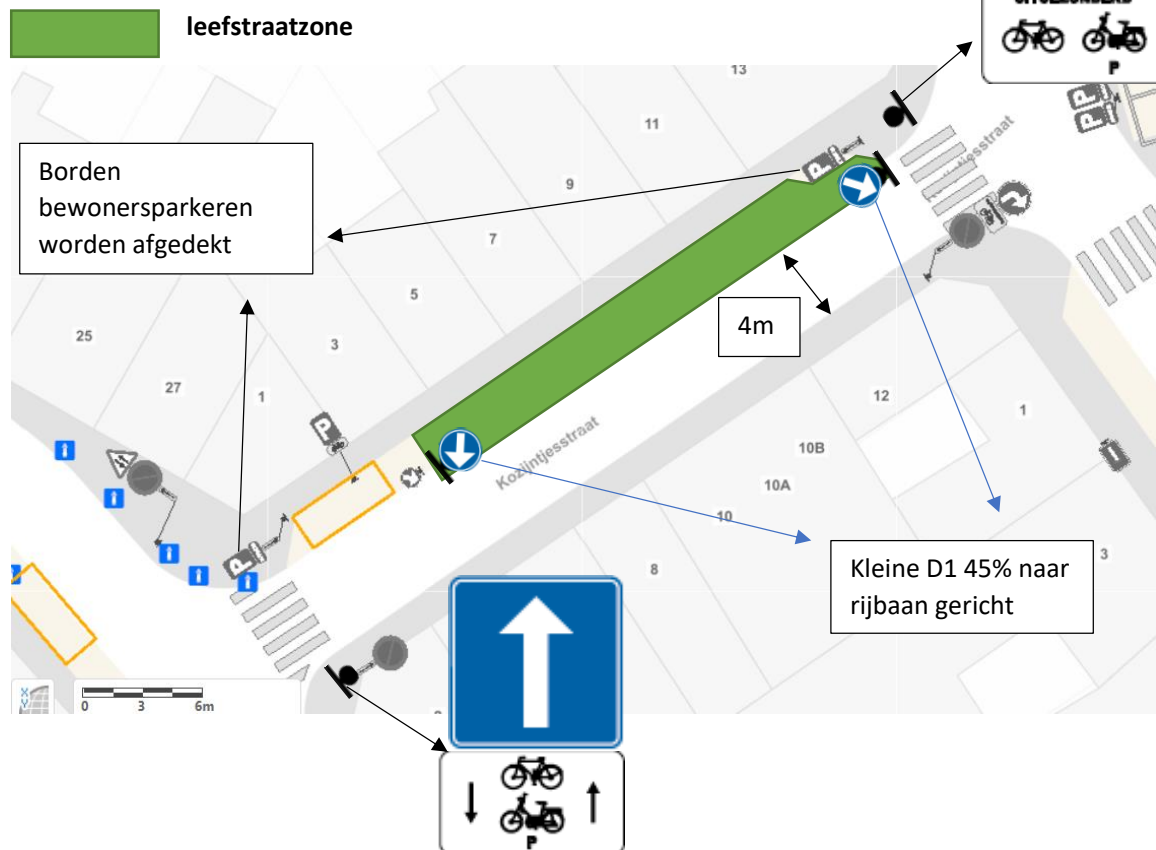 leefstraatzone
P
13
11
9
7
5
3
1
25
27
Borden
bewonersparkeren
worden afgedekt
P
P
P
P
4m
12
1
10B
10A
10
8
3
Kozijntjesstraat
Kleine D1 45% naar
rijbaan gericht
P
X
Y
0 3 6m
P